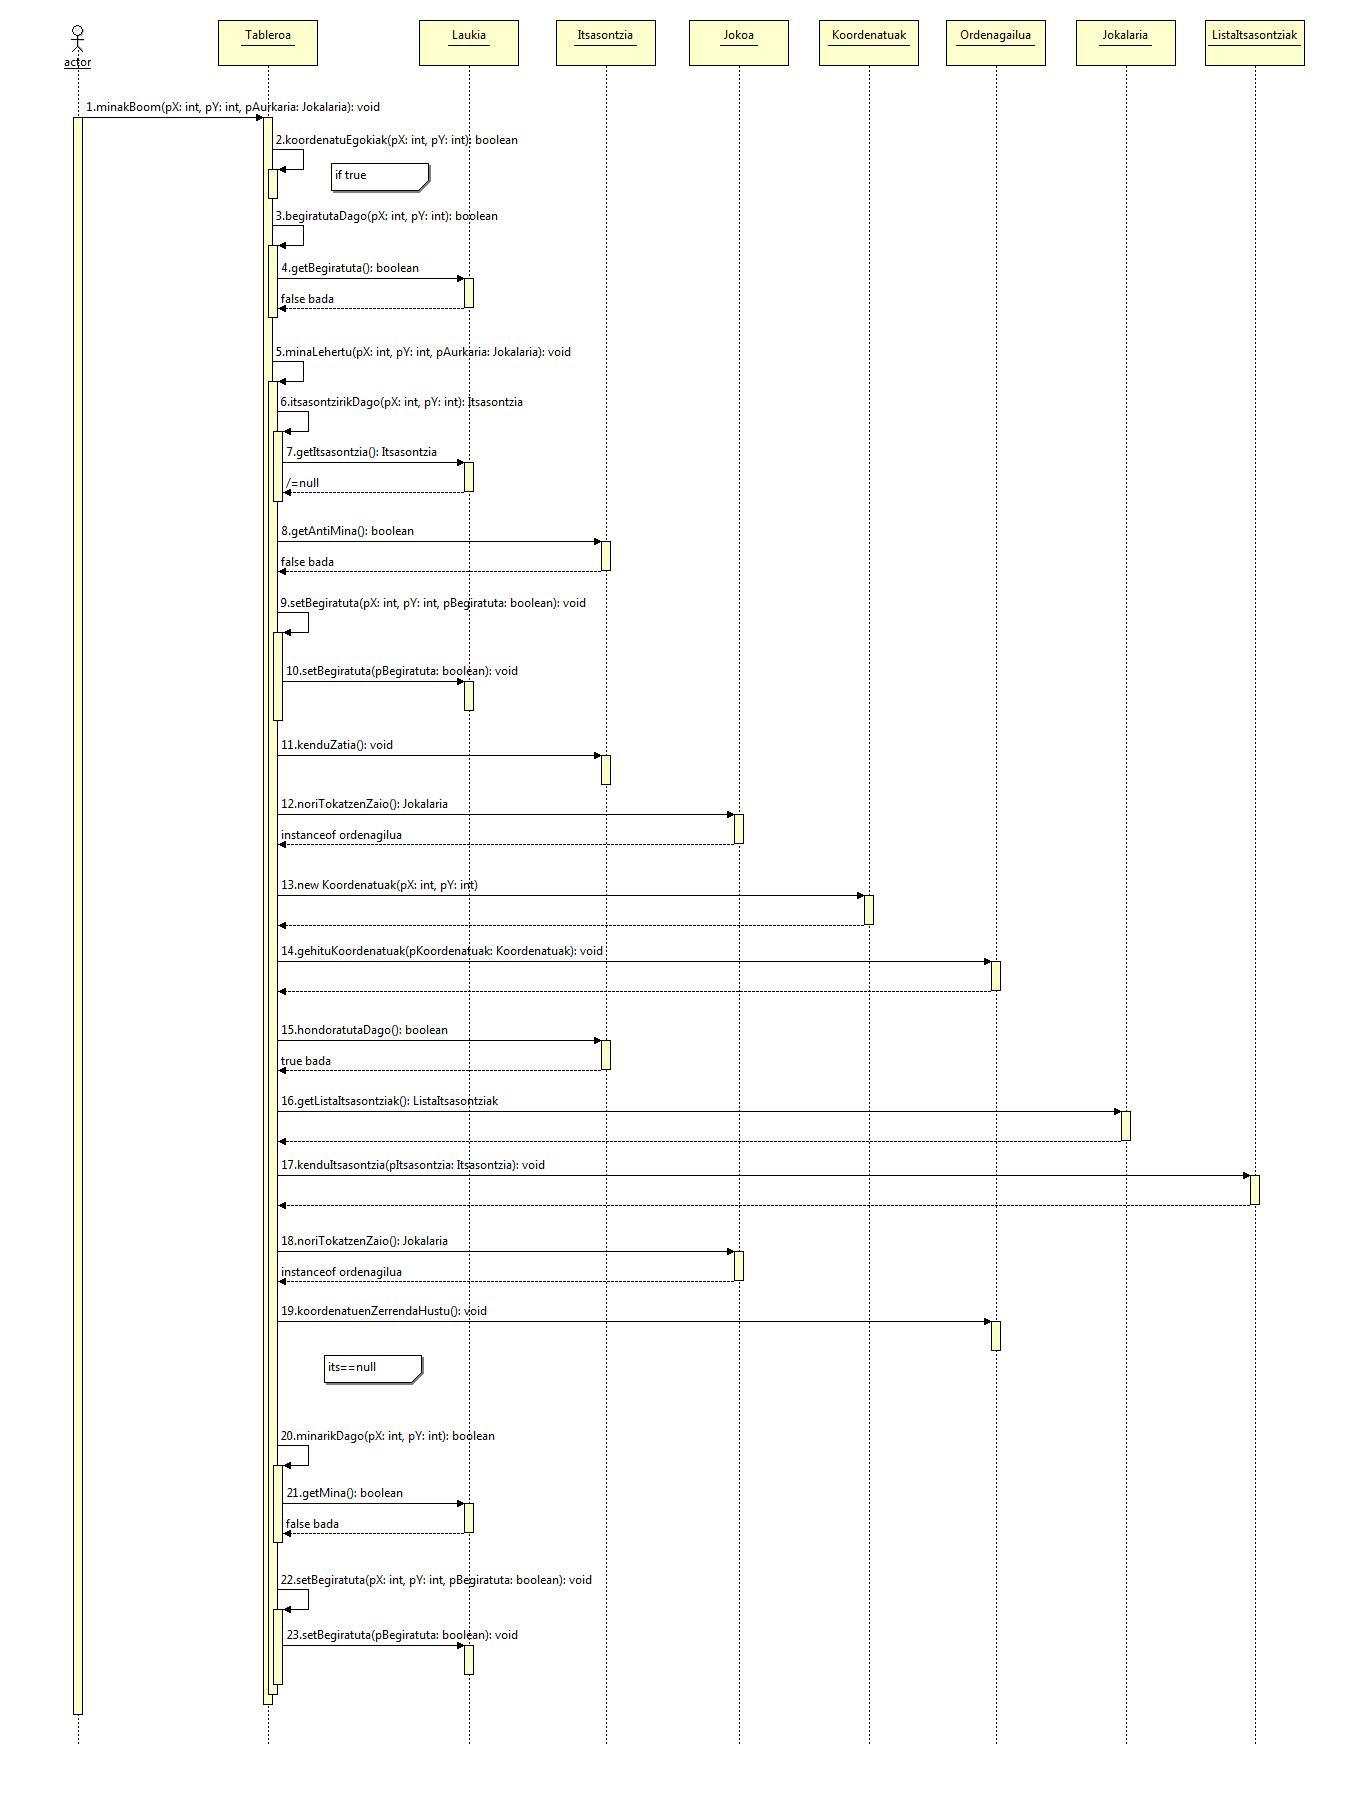 actor
Tableroa
Laukia
Itsasontzia
Jokoa
Koordenatuak
Ordenagailua
Jokalaria
ListaItsasontziak
1.minakBoom(pX: int, pY: int, pAurkaria: Jokalaria): void
2.koordenatuEgokiak(pX: int, pY: int): boolean
if true
3.begiratutaDago(pX: int, pY: int): boolean
4.getBegiratuta(): boolean
false bada
5.minaLehertu(pX: int, pY: int, pAurkaria: Jokalaria): void
6.itsasontzirikDago(pX: int, pY: int): Itsasontzia
7.getItsasontzia(): Itsasontzia
/=null
8.getAntiMina(): boolean
false bada
9.setBegiratuta(pX: int, pY: int, pBegiratuta: boolean): void
10.setBegiratuta(pBegiratuta: boolean): void
11.kenduZatia(): void
12.noriTokatzenZaio(): Jokalaria
instanceof ordenagilua
13.new Koordenatuak(pX: int, pY: int)
14.gehituKoordenatuak(pKoordenatuak: Koordenatuak): void
15.hondoratutaDago(): boolean
true bada
16.getListaItsasontziak(): ListaItsasontziak
17.kenduItsasontzia(pItsasontzia: Itsasontzia): void
18.noriTokatzenZaio(): Jokalaria
instanceof ordenagilua
19.koordenatuenZerrendaHustu(): void
its==null
20.minarikDago(pX: int, pY: int): boolean
21.getMina(): boolean
false bada
22.setBegiratuta(pX: int, pY: int, pBegiratuta: boolean): void
23.setBegiratuta(pBegiratuta: boolean): void